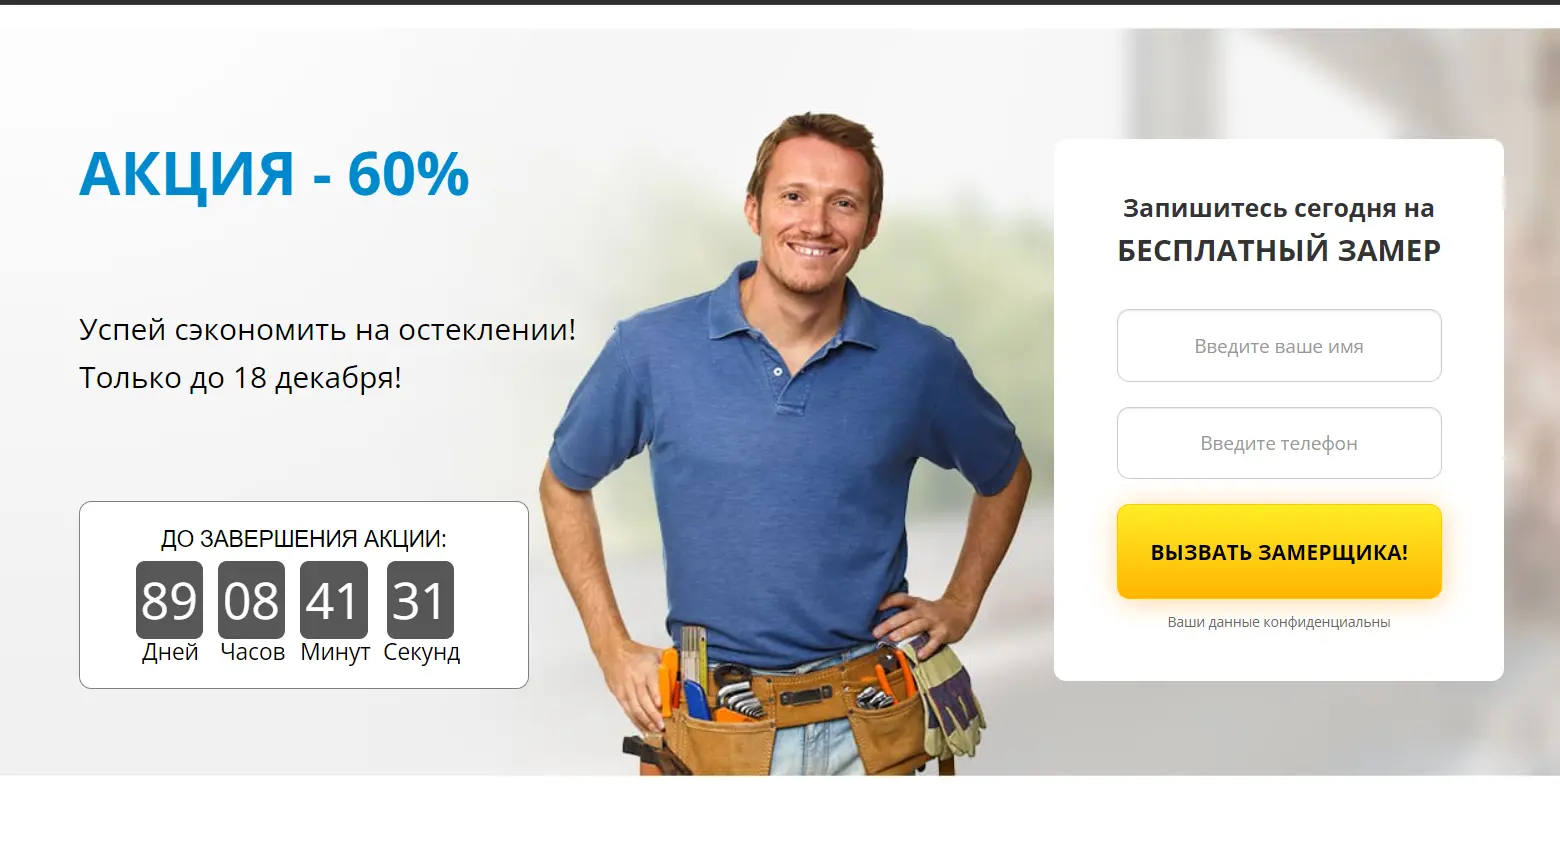 АКЦИЯ - 60%
Успей сэкономить на остеклении!
Только до 18 декабря!
ДО ЗАВЕРШЕНИЯ АКЦИИ:
89 08 41 31
Дней Часов Минут Секунд
Запишитесь сегодня на
БЕСПЛАТНЫЙ ЗАМЕР
Введите ваше имя
Введите телефон
ВЫЗВАТЬ ЗАМЕРЩИКА!
Ваши данные конфиденциальны